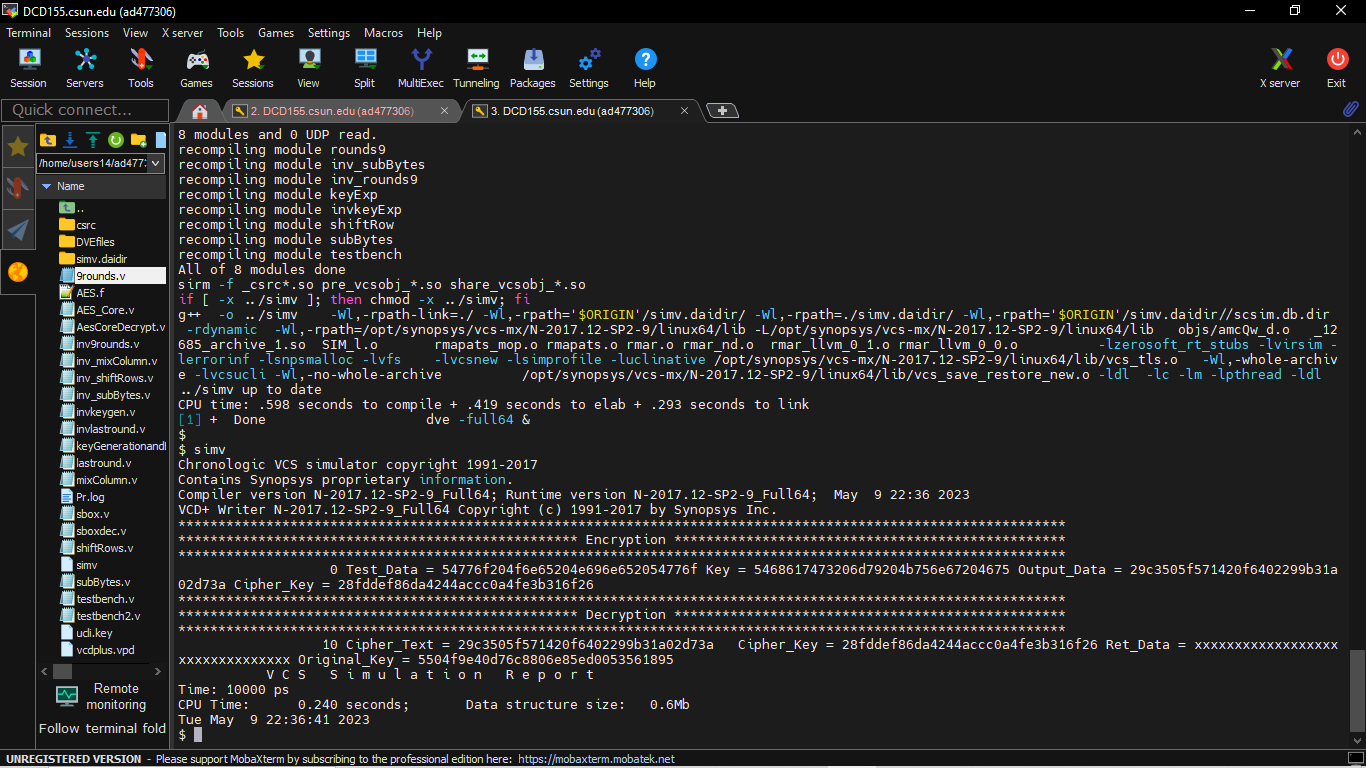 DCD155.csun.edu (ad477306)
Terminal Sessions View X server Tools Games Settings Macros Help
Session Servers Tools Games Sessions View Split MultiExec Tunneling Packages Settings Help X server Exit
Quick connect...
2. DCD155.csun.edu (ad477306)
3. DCD155.csun.edu (ad477306)
/home/users14/ad477:
Name
..
csrc
DVEfiles
simv.daidir
9rounds.v
AES.f
AES_Core.v
AesCoreDecrypt.v
inv9rounds.v
inv_mixColumn.v
inv_shiftRows.v
inv_subBytes.v
invkeygen.v
invlastround.v
keyGenerationandl
lastround.v
mixColumn.v
Pr.log
sbox.v
sboxdec.v
shiftRows.v
simv
subBytes.v
testbench.v
testbench2.v
ucli.key
vcdplus.vpd
Remote
monitoring
Follow terminal fold
8 modules and 0 UDP read.
recompiling module rounds9
recompiling module inv_subBytes
recompiling module inv_rounds9
recompiling module keyExp
recompiling module invkeyExp
recompiling module shiftRow
recompiling module subBytes
recompiling module testbench
All of 8 modules done
sirm -f _csrc*.so pre_vcsobj_*.so share_vcsobj_*.so
if [ -x ../simv ]; then chmod -x ../simv; fi
g++  -o ../simv    -Wl,-rpath-link=./ -Wl,-rpath='$ORIGIN'/simv.daidir/ -Wl,-rpath=./simv.daidir/ -Wl,-rpath='$ORIGIN'/simv.daidir//scsim.db.dir
 -rdynamic  -Wl,-rpath=/opt/synopsys/vcs-mx/N-2017.12-SP2-9/linux64/lib -L/opt/synopsys/vcs-mx/N-2017.12-SP2-9/linux64/lib   objs/amcQw_d.o   _12
685_archive_1.so  SIM_l.o       rmapats_mop.o rmapats.o rmar.o rmar_nd.o  rmar_llvm_0_1.o rmar_llvm_0_0.o          -lzerosoft_rt_stubs -lvirsim -
lerrorinf -lsnpsmalloc -lvfs    -lvcsnew -lsimprofile -luclinative /opt/synopsys/vcs-mx/N-2017.12-SP2-9/linux64/lib/vcs_tls.o   -Wl,-whole-archiv
e -lvcsucli -Wl,-no-whole-archive          /opt/synopsys/vcs-mx/N-2017.12-SP2-9/linux64/lib/vcs_save_restore_new.o -ldl  -lc -lm -lpthread -ldl
../simv up to date
CPU time: .598 seconds to compile + .419 seconds to elab + .293 seconds to link
[1] +  Done                    dve -full64 &
$
$ simv
Chronologic VCS simulator copyright 1991-2017
Contains Synopsys proprietary information.
Compiler version N-2017.12-SP2-9_Full64; Runtime version N-2017.12-SP2-9_Full64;  May  9 22:36 2023
VCD+ Writer N-2017.12-SP2-9_Full64 Copyright (c) 1991-2017 by Synopsys Inc.
***************************************************************************************************************
************************************************** Encryption *************************************************
***************************************************************************************************************
0 Test_Data = 54776f204f6e65204e696e652054776f Key = 5468617473206d79204b756e67204675 Output_Data = 29c3505f571420f6402299b31a
02d73a Cipher_Key = 28fddef86da4244accc0a4fe3b316f26
***************************************************************************************************************
************************************************** Decryption *************************************************
***************************************************************************************************************
10 Cipher_Text = 29c3505f571420f6402299b31a02d73a   Cipher_Key = 28fddef86da4244accc0a4fe3b316f26 Ret_Data = xxxxxxxxxxxxxxxxxx
xxxxxxxxxxxxxx Original_Key = 5504f9e40d76c8806e85ed0053561895
V C S   S i m u l a t i o n   R e p o r t
Time: 10000 ps
CPU Time:      0.240 seconds;       Data structure size:   0.6Mb
Tue May  9 22:36:41 2023
$
UNREGISTERED VERSION - Please support MobaXterm by subscribing to the professional edition here: https://mobaxterm.mobatek.net